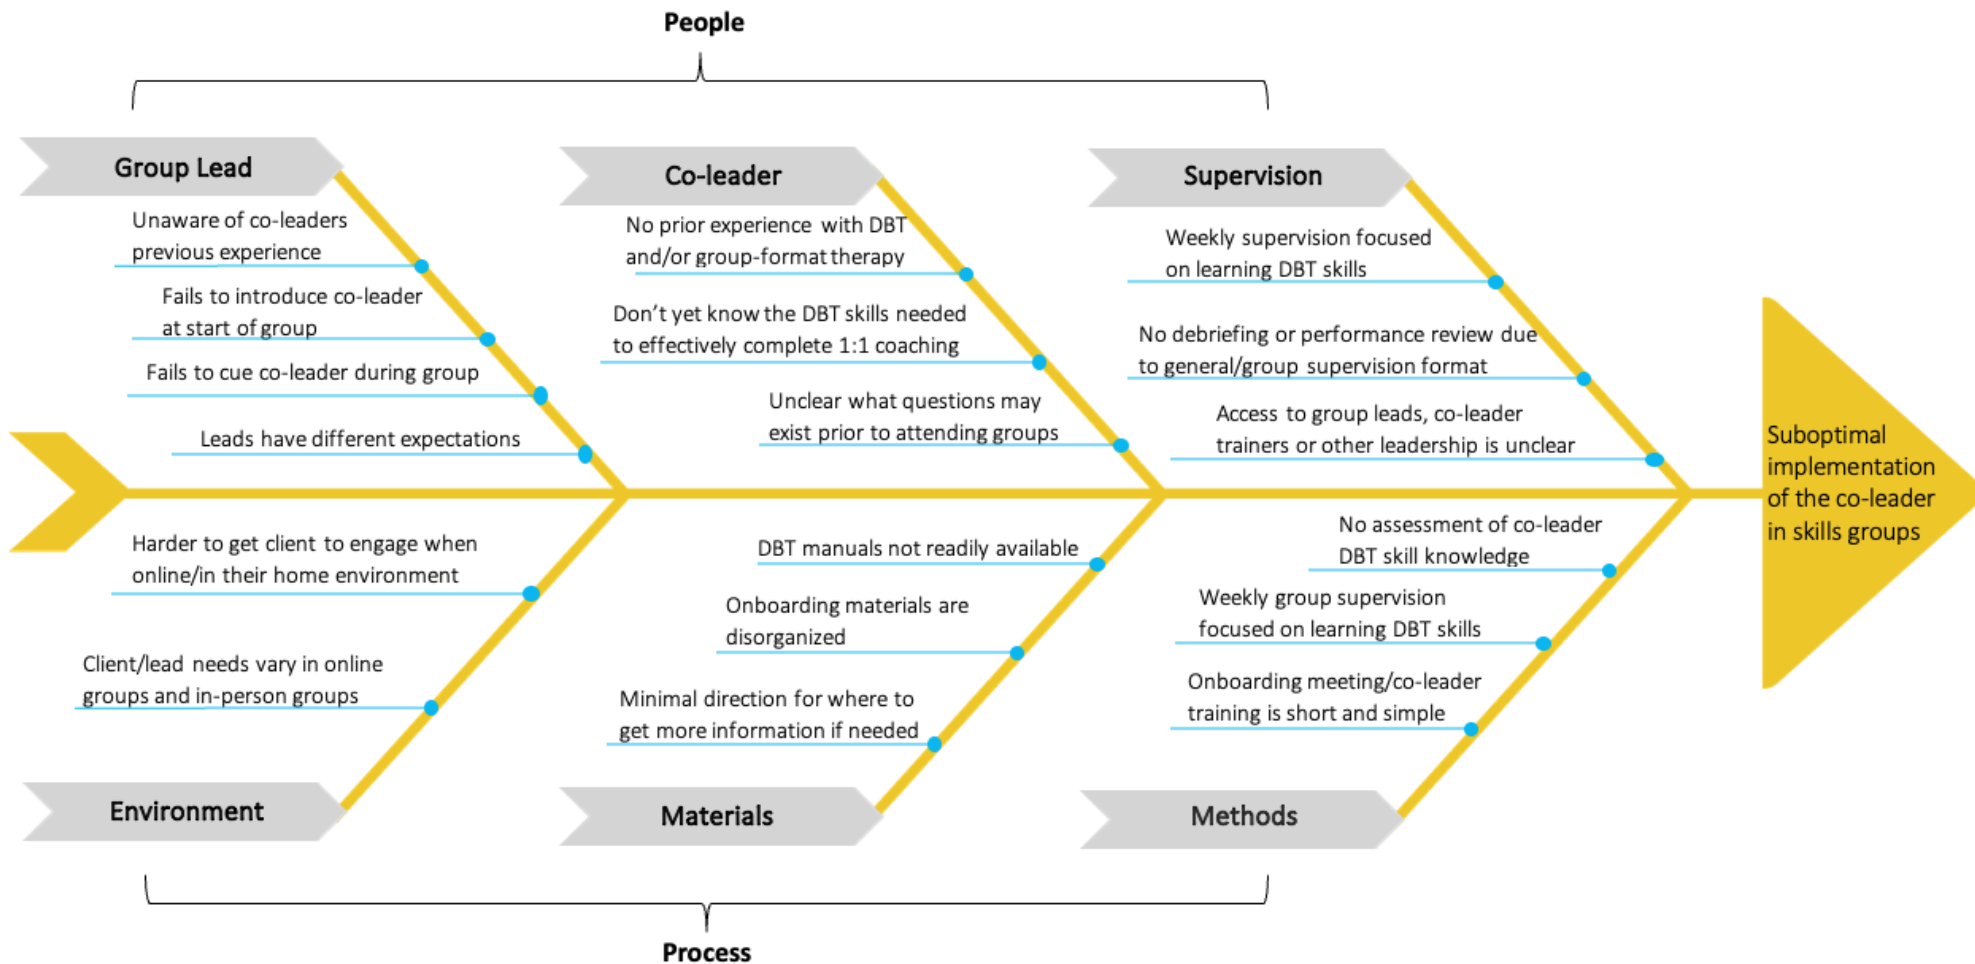 People
Group Lead
Unaware of co-leaders
previous experience
Fails to introduce co-leader
at start of group
Fails to cue co-leader during group
Leads have different expectations
Co-leader
No prior experience with DBT
and/or group-format therapy
Don't yet know the DBT skills needed
to effectively complete 1:1 coaching
Unclear what questions may
exist prior to attending groups
Supervision
Weekly supervision focused
on learning DBT skills
No debriefing or performance review due
to general/group supervision format
Access to group leads, co-leader
trainers or other leadership is unclear
Suboptimal
implementation
of the co-leader
in skills groups
Harder to get client to engage when
online/in their home environment
Client/lead needs vary in online
groups and in-person groups
Environment
DBT manuals not readily available
Onboarding materials are
disorganized
Minimal direction for where to
get more information if needed
Materials
No assessment of co-leader
DBT skill knowledge
Weekly group supervision
focused on learning DBT skills
Onboarding meeting/co-leader
training is short and simple
Methods
Process